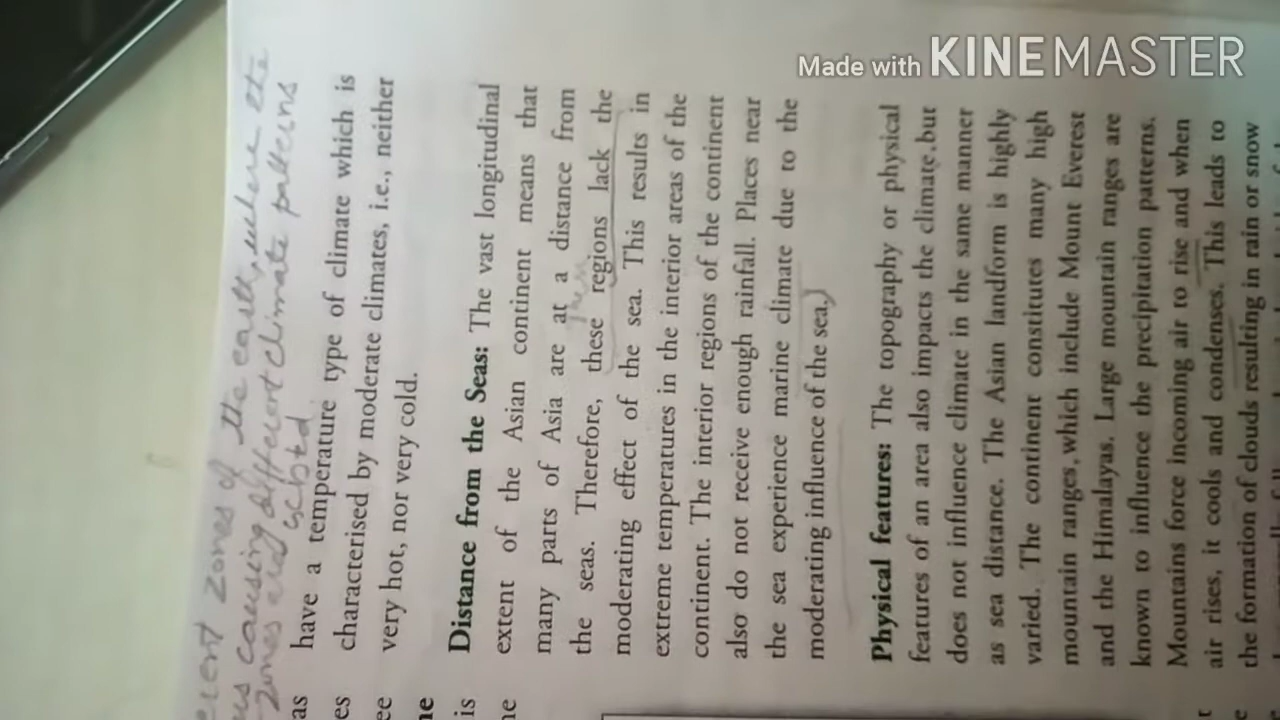 Made with KINEMASTER
zones of the earth, where the
us causing different climate patterns
zones and
have a temperature type of climate which is
characterised by moderate climates, i.e., neither
very hot, nor very cold.
Distance from the Seas: The vast longitudinal
extent of the Asian continent means that
many parts of Asia are at a distance from
the seas. Therefore, these regions lack the
moderating effect of the sea. This results in
extreme temperatures in the interior areas of the
continent. The interior regions of the continent
also do not receive enough rainfall. Places near
the sea experience marine climate due to the
moderating influence of the sea.
Physical features: The topography or physical
features of an area also impacts the climate, but
does not influence climate in the same manner
as sea distance. The Asian landform is highly
varied. The continent constitutes many high
mountain ranges, which include Mount Everest
and the Himalayas. Large mountain ranges are
known to influence the precipitation patterns.
Mountains force incoming air to rise and when
air rises, it cools and condenses. This leads to
the formation of clouds resulting in rain or snow